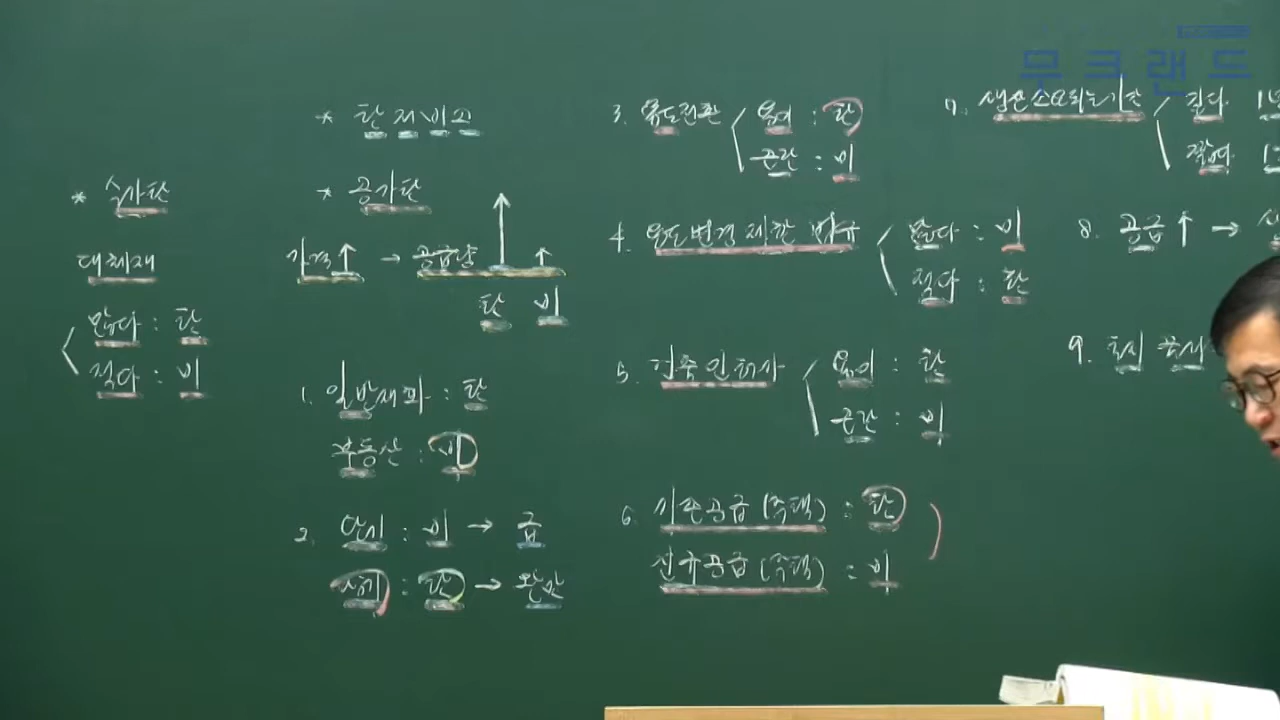 무크랜드
* 수가탄
대체재
많다 : 탄
적다 : 비
* 탄저비고
* 공가탄
가격↑ → 공급량 ↑ ↑
탄 비
1. 일반재화 : 탄
부동산 : 비
2. 단기 : 비 → 급
장기 : 탄 → 완만
3. 용도전환 용이 : 탄
곤란 : 비
4. 용도변경 제한 법규 많다 : 비
적다 : 탄
5. 건축인허가 용이 : 탄
곤란 : 비
6. 기존공급(주택) : 탄
신규공급(주택) : 비
7. 생산소요되는기간 길다
짧다
8. 공급↑ →
9.